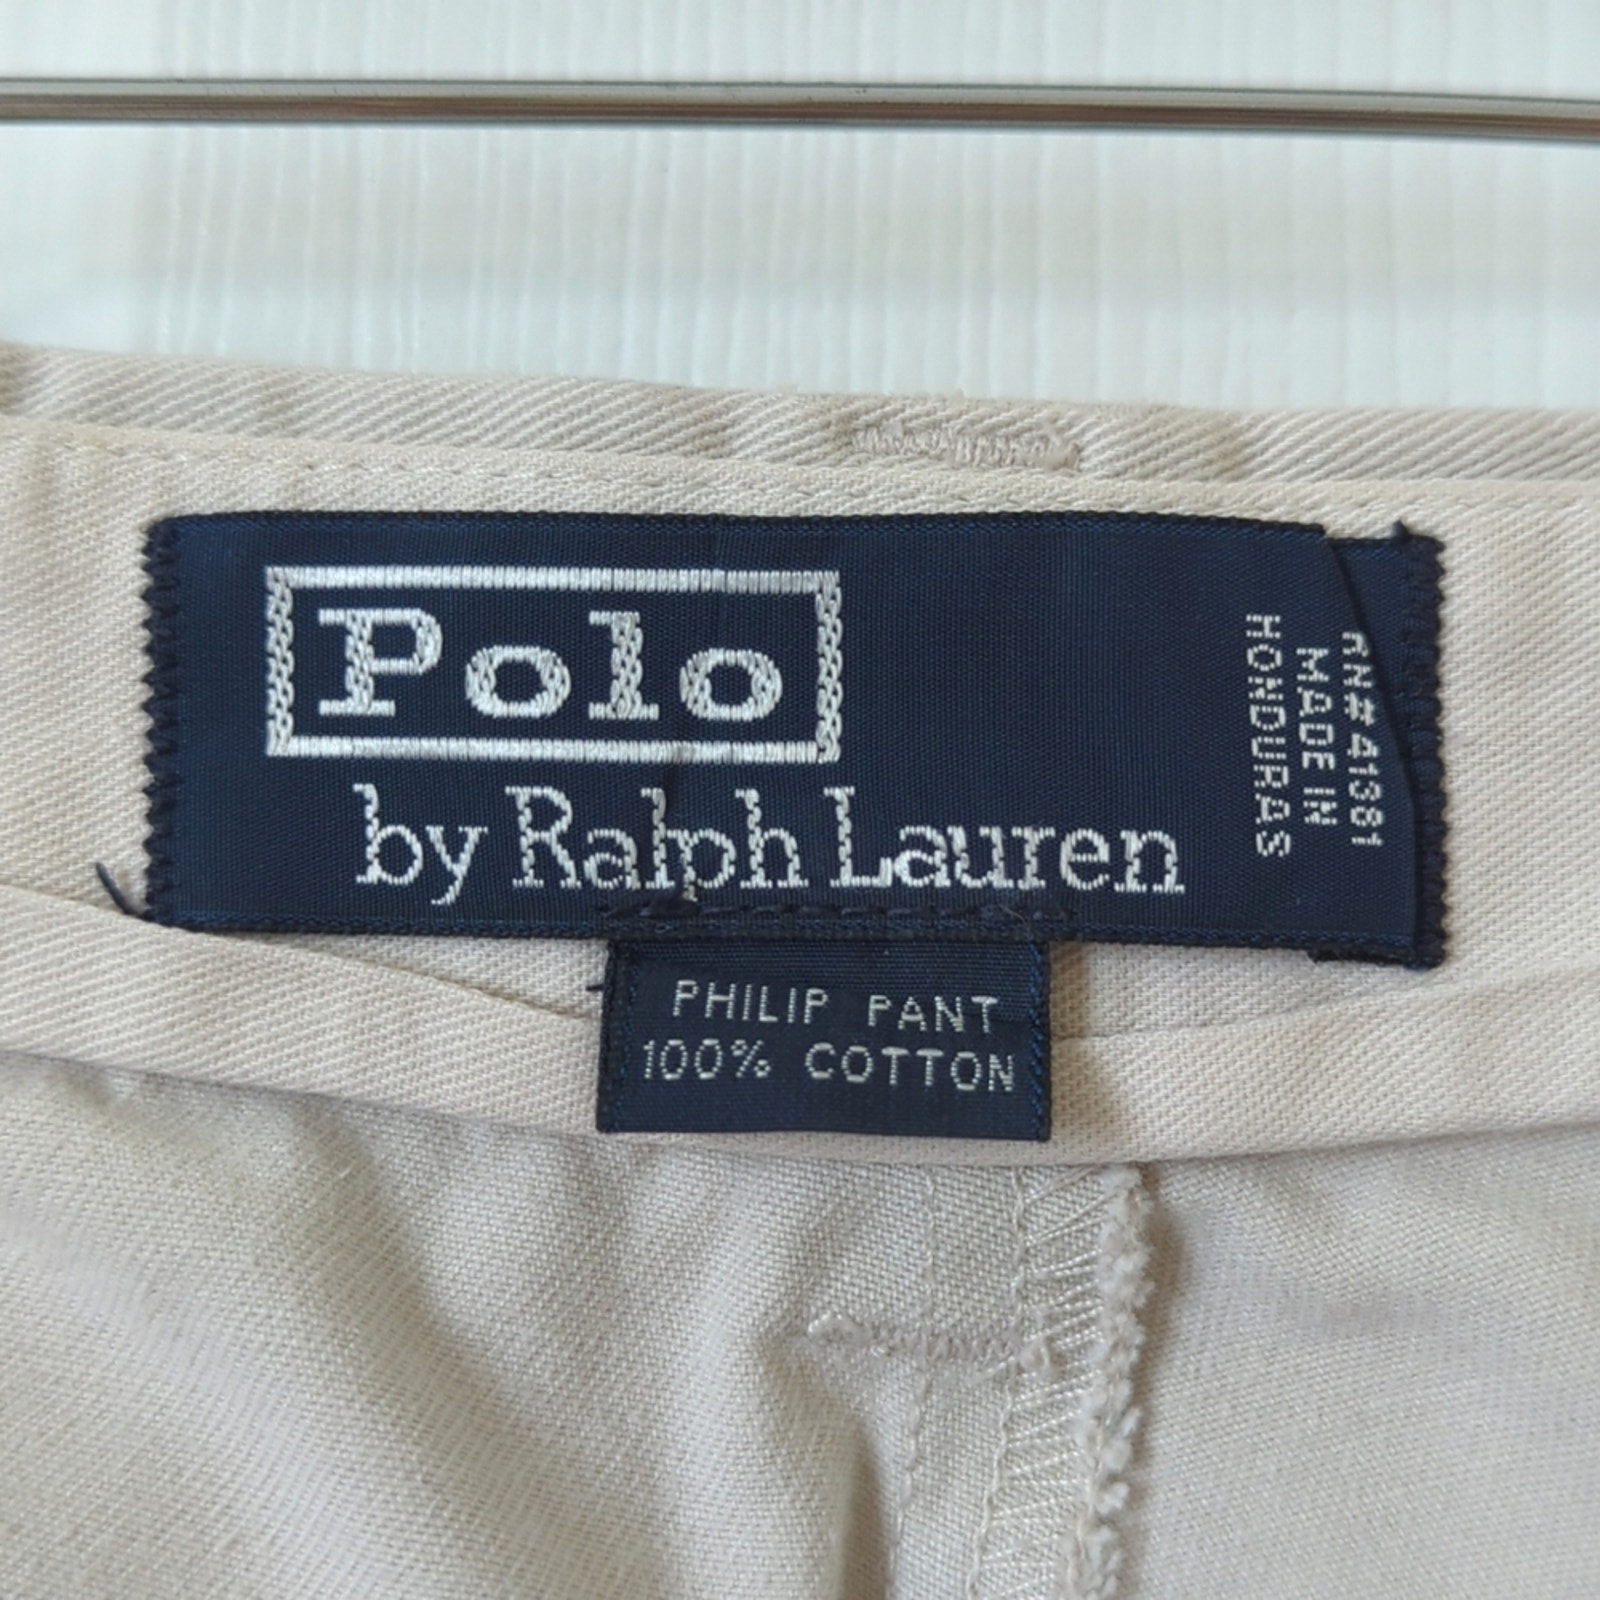 Polo
by Ralph Lauren
RN# 41381
MADE IN
HONDURAS
PHILIP PANT
100% COTTON